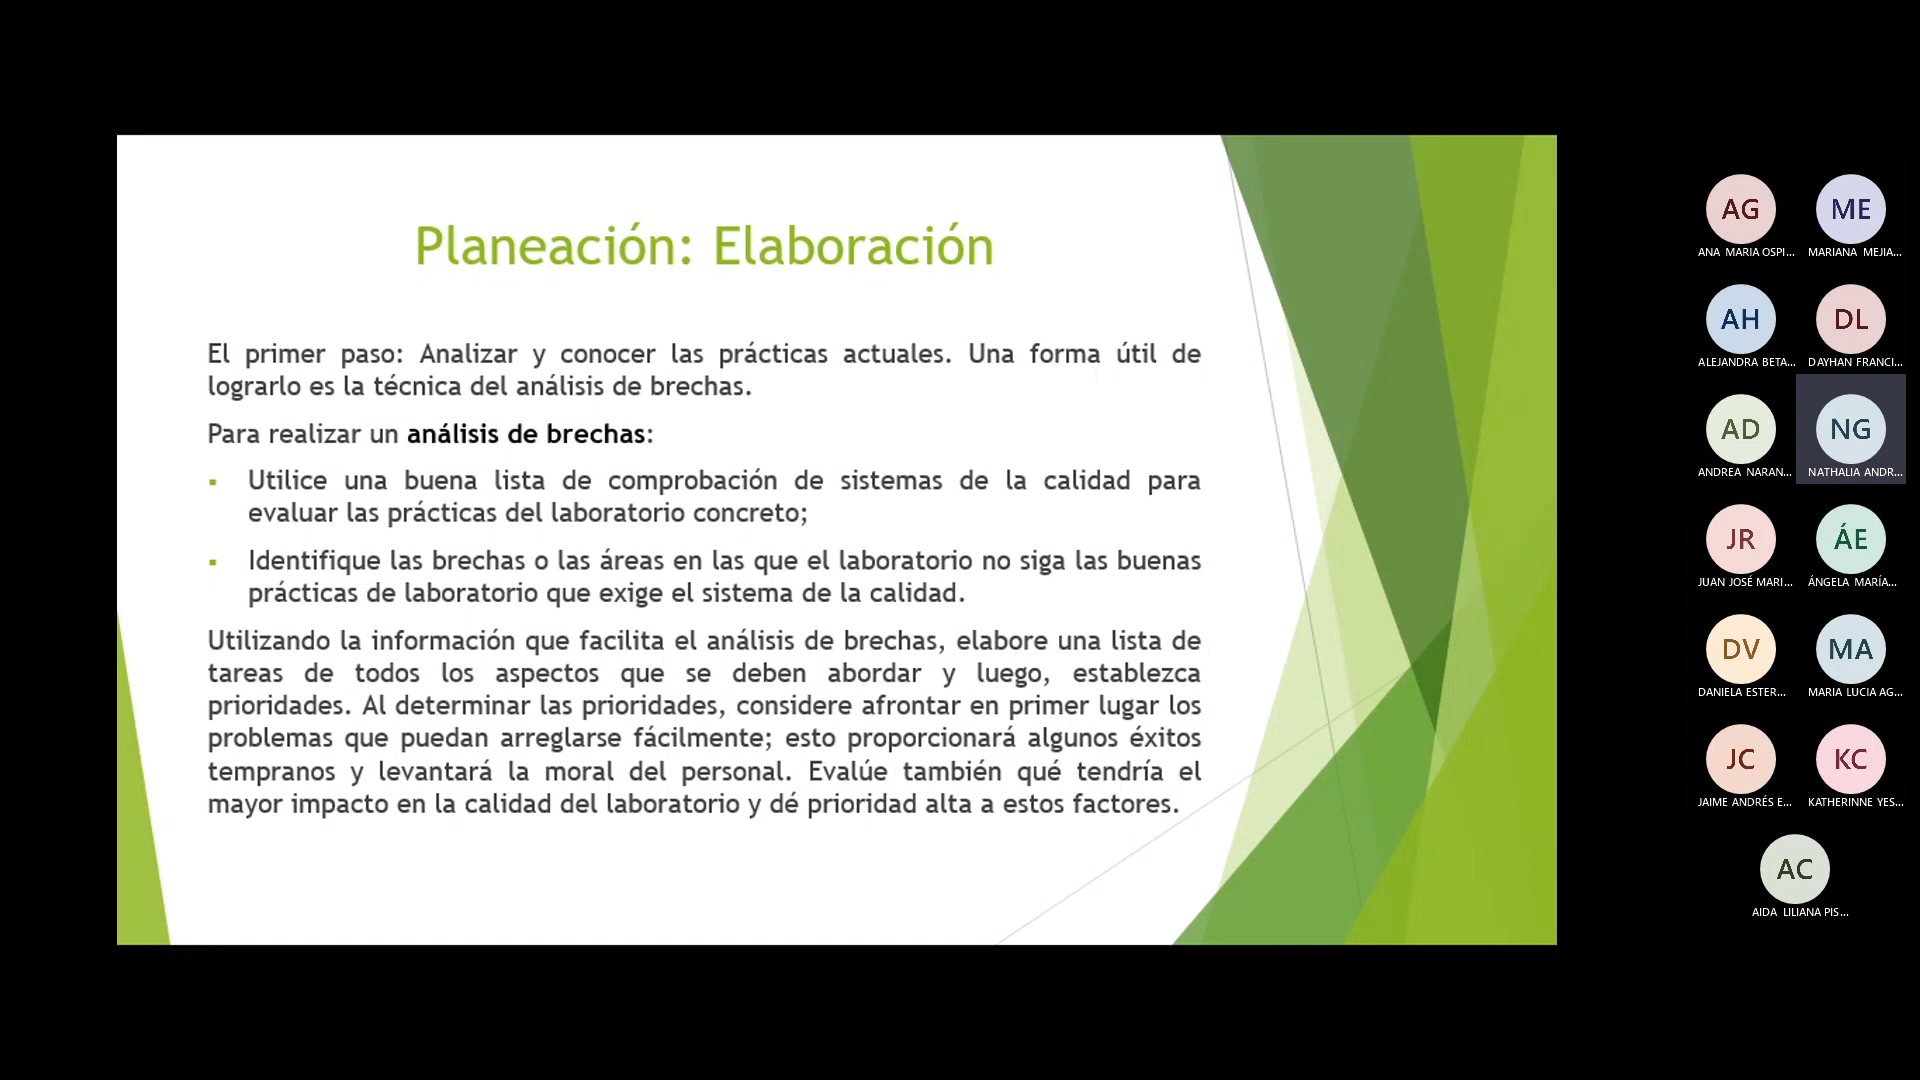 Planeación: Elaboración
El primer paso: Analizar y conocer las prácticas actuales. Una forma útil de
lograrlo es la técnica del análisis de brechas.
Para realizar un análisis de brechas:
▪ Utilice una buena lista de comprobación de sistemas de la calidad para
evaluar las prácticas del laboratorio concreto;
▪ Identifique las brechas o las áreas en las que el laboratorio no siga las buenas
prácticas de laboratorio que exige el sistema de la calidad.
Utilizando la información que facilita el análisis de brechas, elabore una lista de
tareas de todos los aspectos que se deben abordar y luego, establezca
prioridades. Al determinar las prioridades, considere afrontar en primer lugar los
problemas que puedan arreglarse fácilmente; esto proporcionará algunos éxitos
tempranos y levantará la moral del personal. Evalúe también qué tendría el
mayor impacto en la calidad del laboratorio y dé prioridad alta a estos factores.
AG ME
ANA MARIA OSPI... MARIANA MEJIA...
AH DL
ALEJANDRA BETA... DAYHAN FRANCI...
AD NG
ANDREA NARAN... NATHALIA ANDR...
JR ÁE
JUAN JOSÉ MARI... ÁNGELA MARÍA...
DV MA
DANIELA ESTER... MARIA LUCIA AG...
JC KC
JAIME ANDRÉS E... KATHERINNE YES...
AC
AIDA LILIANA PIS...